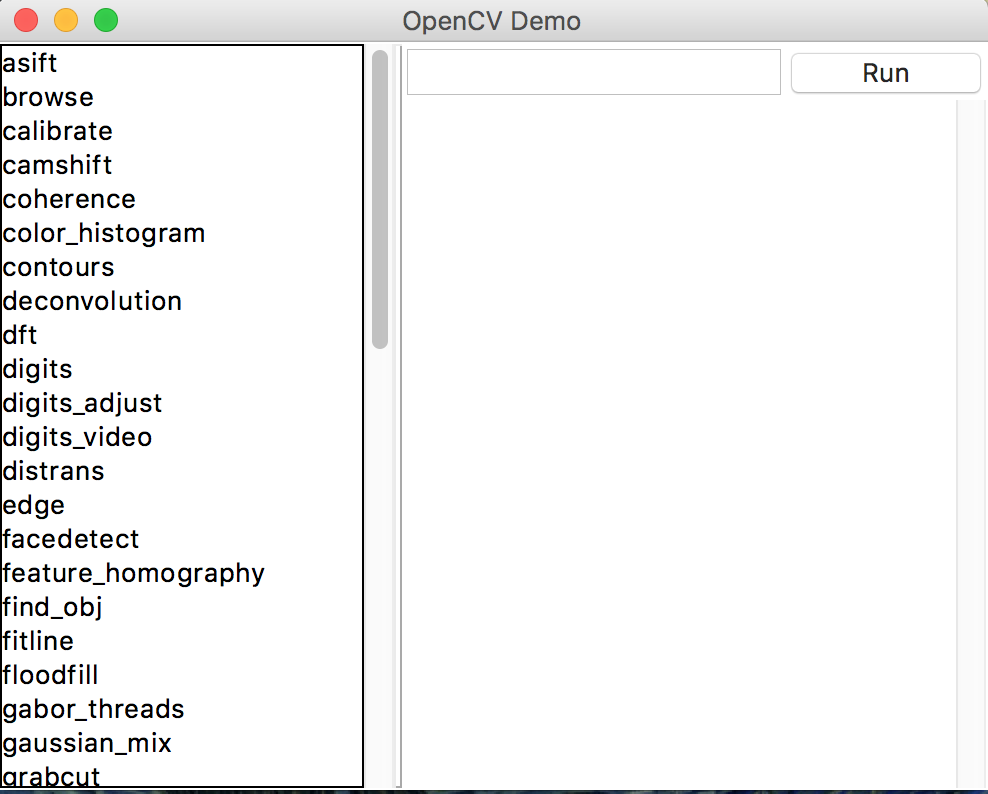 OpenCV Demo
Run
asift
browse
calibrate
camshift
coherence
color_histogram
contours
deconvolution
dft
digits
digits_adjust
digits_video
distrans
edge
facedetect
feature_homography
find_obj
fitline
floodfill
gabor_threads
gaussian_mix
grabcut